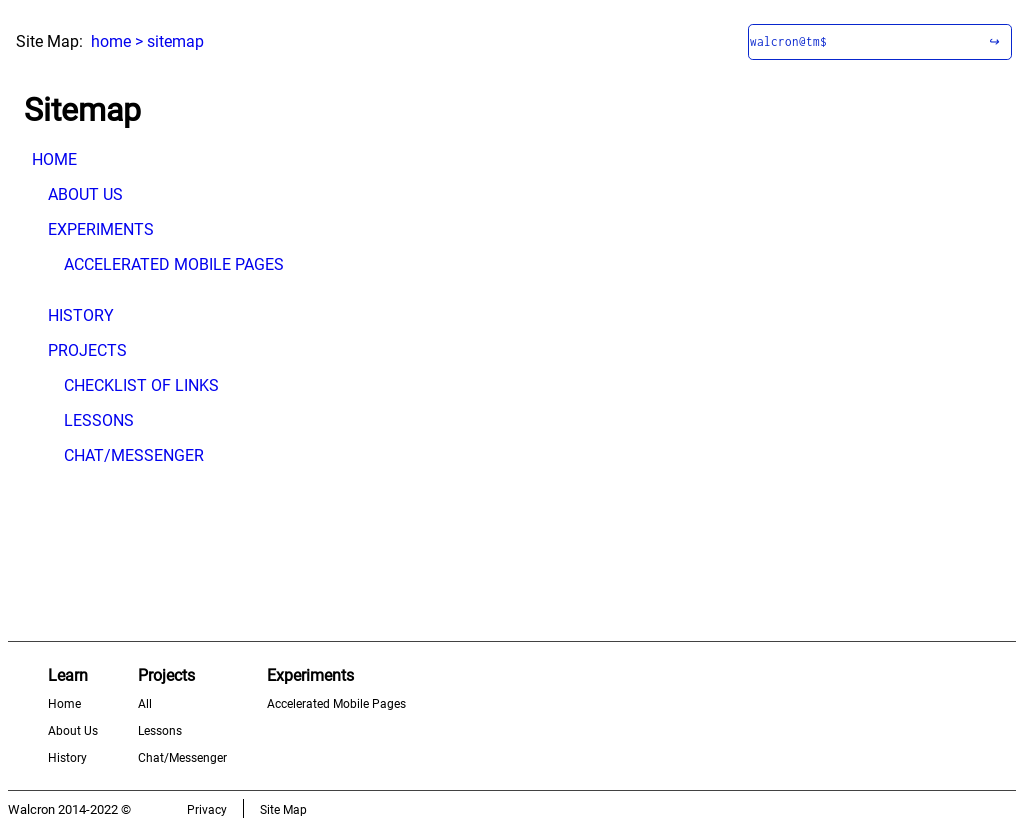 Site Map: home > sitemap
walcron@tm$ ↪
Sitemap
HOME
ABOUT US
EXPERIMENTS
ACCELERATED MOBILE PAGES
HISTORY
PROJECTS
CHECKLIST OF LINKS
LESSONS
CHAT/MESSENGER
Learn Projects Experiments
Home All Accelerated Mobile Pages
About Us Lessons
History Chat/Messenger
Walcron 2014-2022 © Privacy Site Map